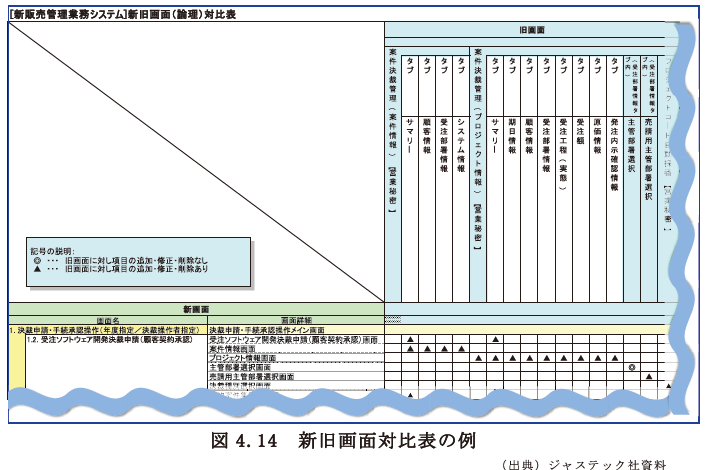 [新販売管理業務システム]新旧画面(論理)対比表
旧画面
案件決裁管理(案件情報)【営業秘密】
タブ サマリー
タブ 顧客情報
タブ 受注部署情報
タブ システム情報
案件決裁管理(プロジェクト情報)【営業秘密】
タブ サマリー
タブ 期日情報
タブ 顧客情報
タブ 受注部署情報
タブ 受注工程(実態)
タブ 受注額
タブ 原価情報
タブ 発注内示確認情報
(受注部署情報タブ内) 主管部署選択
(受注部署情報タブ内) 売請用主管部署選択
記号の説明:
◎ ・・・ 旧画面に対し項目の追加・修正・削除なし
▲ ・・・ 旧画面に対し項目の追加・修正・削除あり
新画面
画面名 画面詳細
1. 決裁申請・手続承認操作(年度指定/決裁操作者指定) 決裁申請・手続承認操作メイン画面
1.2. 受注ソフトウェア開発決裁申請(顧客契約承認) 受注ソフトウェア開発決裁申請(顧客契約承認)画面 ▲ ▲
案件情報画面 ▲ ▲ ▲ ▲
プロジェクト情報画面 ▲ ▲ ▲ ▲ ▲ ▲ ▲ ▲ ▲
主管部署選択画面 ◎
売請用主管部署選択画面 ▲
図 4.14 新旧画面対比表の例
(出典)ジャステック社資料